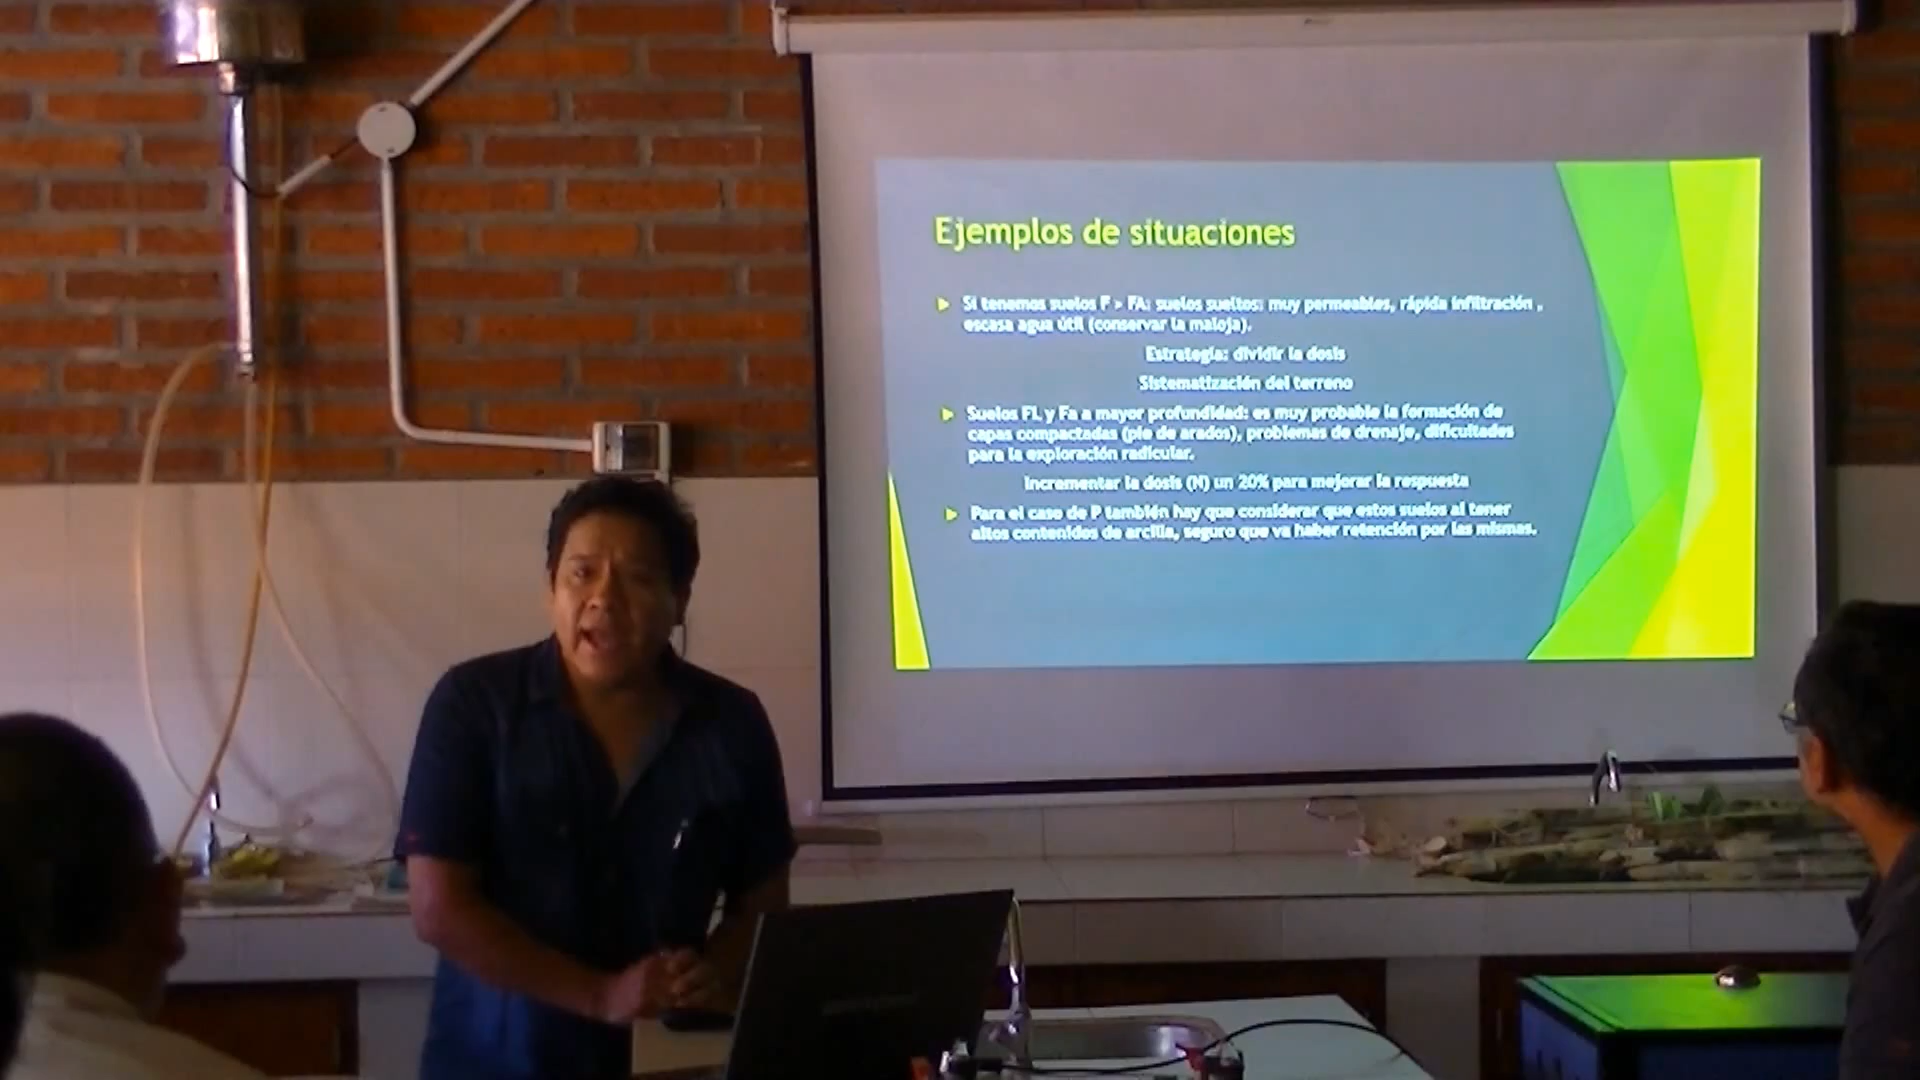 Ejemplos de situaciones
Si tenemos suelos F > FA: suelos sueltos: muy permeables, rápida infiltración ,
escasa agua útil (conservar la maloja).
Estrategia: dividir la dosis
Sistematización del terreno
Suelos FL y Fa a mayor profundidad: es muy probable la formación de
capas compactadas (pie de arados), problemas de drenaje, dificultades
para la exploración radicular.
Incrementar la dosis (N) un 20% para mejorar la respuesta
Para el caso de P también hay que considerar que estos suelos al tener
altos contenidos de arcilla, seguro que va haber retención por las mismas.